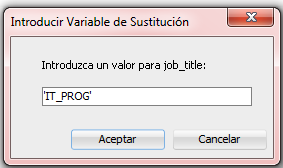 Introducir Variable de Sustitución
Introduzca un valor para job_title:
'IT_PROG'
Aceptar
Cancelar